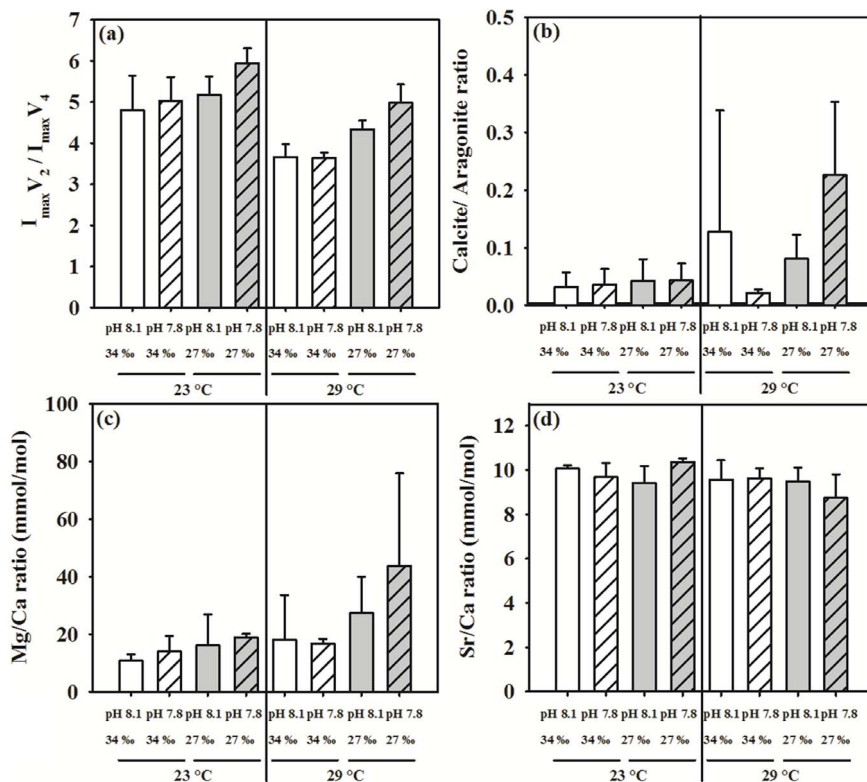 (a)
I max V 2 / I max V 4
7
6
5
4
3
2
1
0
pH 8.1 pH 7.8 pH 8.1 pH 7.8 pH 8.1 pH 7.8 pH 8.1 pH 7.8
34 ‰ 34 ‰ 27 ‰ 27 ‰ 34 ‰ 34 ‰ 27 ‰ 27 ‰
23 °C 29 °C
(b)
Calcite/ Aragonite ratio
0.5
0.4
0.3
0.2
0.1
0.0
pH 8.1 pH 7.8 pH 8.1 pH 7.8 pH 8.1 pH 7.8 pH 8.1 pH 7.8
34 ‰ 34 ‰ 27 ‰ 27 ‰ 34 ‰ 34 ‰ 27 ‰ 27 ‰
23 °C 29 °C
(c)
Mg/Ca ratio (mmol/mol)
100
80
60
40
20
0
pH 8.1 pH 7.8 pH 8.1 pH 7.8 pH 8.1 pH 7.8 pH 8.1 pH 7.8
34 ‰ 34 ‰ 27 ‰ 27 ‰ 34 ‰ 34 ‰ 27 ‰ 27 ‰
23 °C 29 °C
(d)
Sr/Ca ratio (mmol/mol)
12
10
8
6
4
2
0
pH 8.1 pH 7.8 pH 8.1 pH 7.8 pH 8.1 pH 7.8 pH 8.1 pH 7.8
34 ‰ 34 ‰ 27 ‰ 27 ‰ 34 ‰ 34 ‰ 27 ‰ 27 ‰
23 °C 29 °C